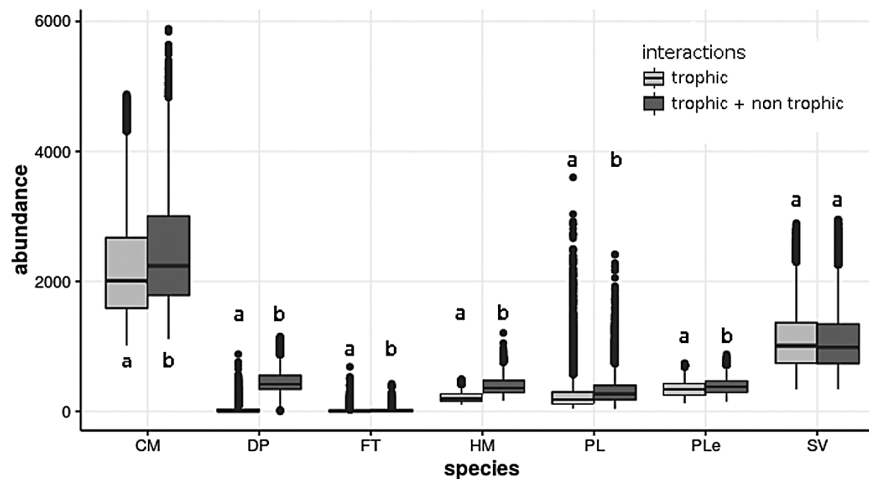 6000
interactions
trophic
trophic + non trophic
4000
a b
abundance
a a
2000
a b
a b
a b
a b
a b
0
CM DP FT HM PL PLe SV
species